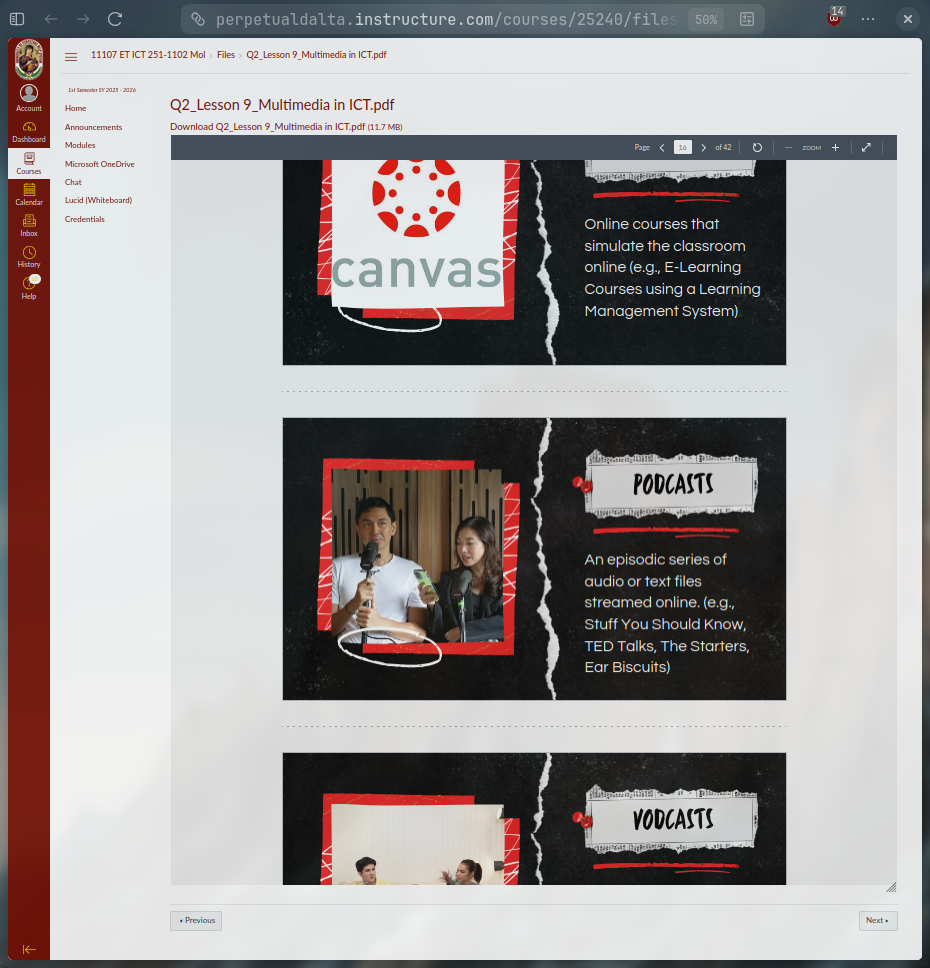 perpetualdalta.instructure.com/courses/25240/files
50%
14
11107 ET ICT 251-1102 Mol › Files › Q2_Lesson 9_Multimedia in ICT.pdf
Account
Dashboard
Courses
Calendar
Inbox
History
Help
1st Semester SY 2025 - 2026
Home
Announcements
Modules
Microsoft OneDrive
Chat
Lucid (Whiteboard)
Credentials
Q2_Lesson 9_Multimedia in ICT.pdf
Download Q2_Lesson 9_Multimedia in ICT.pdf (11.7 MB)
Page 16 of 42 ZOOM
canvas
Online courses that
simulate the classroom
online (e.g., E-Learning
Courses using a Learning
Management System)
PODCASTS
An episodic series of
audio or text files
streamed online. (e.g.,
Stuff You Should Know,
TED Talks, The Starters,
Ear Biscuits)
VODCASTS
◂ Previous
Next ▸